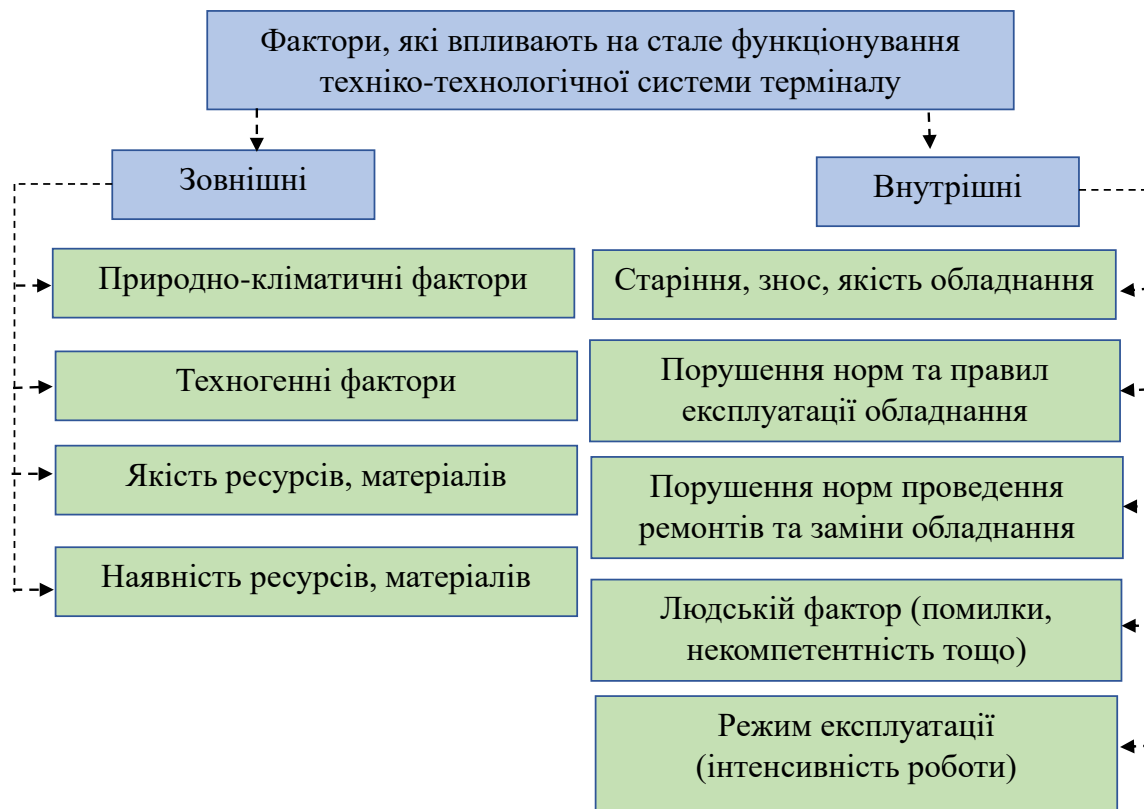 Фактори, які впливають на стале функціонування
техніко-технологічної системи терміналу
Зовнішні
Внутрішні
Природно-кліматичні фактори
Техногенні фактори
Якість ресурсів, матеріалів
Наявність ресурсів, матеріалів
Старіння, знос, якість обладнання
Порушення норм та правил
експлуатації обладнання
Порушення норм проведення
ремонтів та заміни обладнання
Людській фактор (помилки,
некомпетентність тощо)
Режим експлуатації
(інтенсивність роботи)